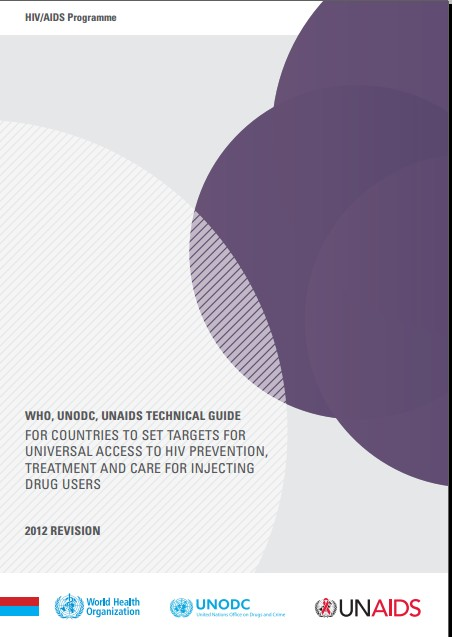 HIV/AIDS Programme
WHO, UNODC, UNAIDS TECHNICAL GUIDE
FOR COUNTRIES TO SET TARGETS FOR
UNIVERSAL ACCESS TO HIV PREVENTION,
TREATMENT AND CARE FOR INJECTING
DRUG USERS
2012 REVISION
World Health
Organization
UNODC
United Nations Office on Drugs and Crime
UNAIDS